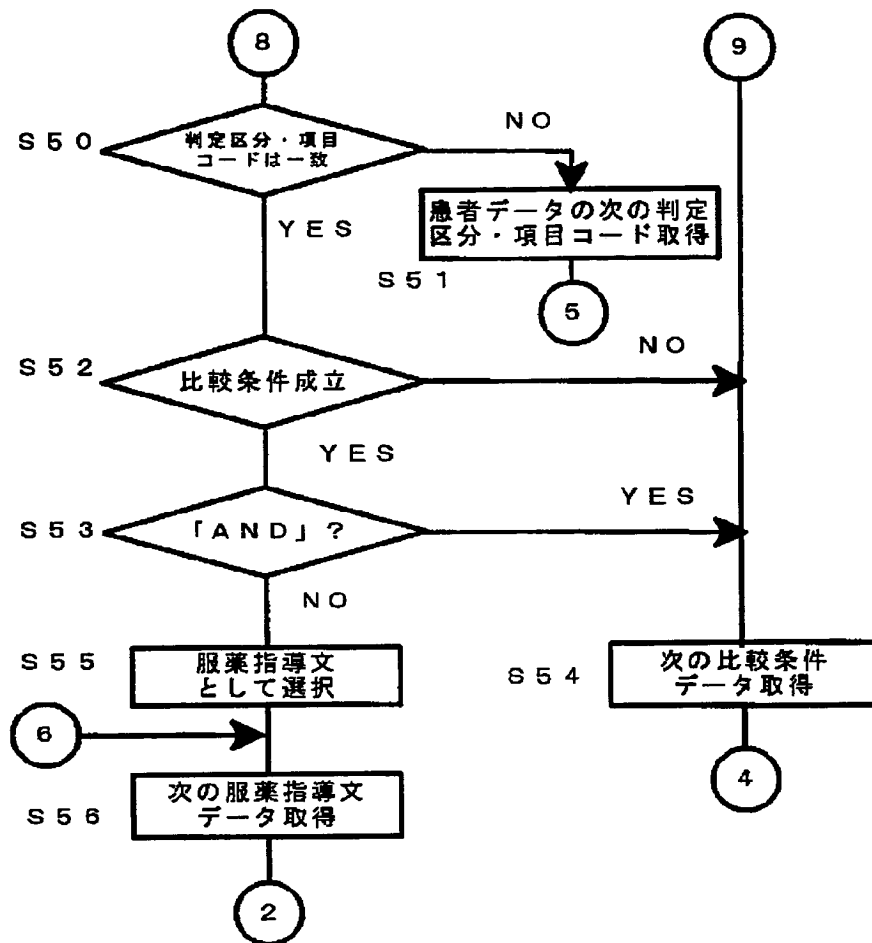 8
9
S50
判定区分・項目
コードは一致
NO
YES
患者データの次の判定
区分・項目コード取得
S51
5
S52
比較条件成立
NO
YES
S53
「AND」?
YES
NO
S55
服薬指導文
として選択
S54
次の比較条件
データ取得
6
4
S56
次の服薬指導文
データ取得
2